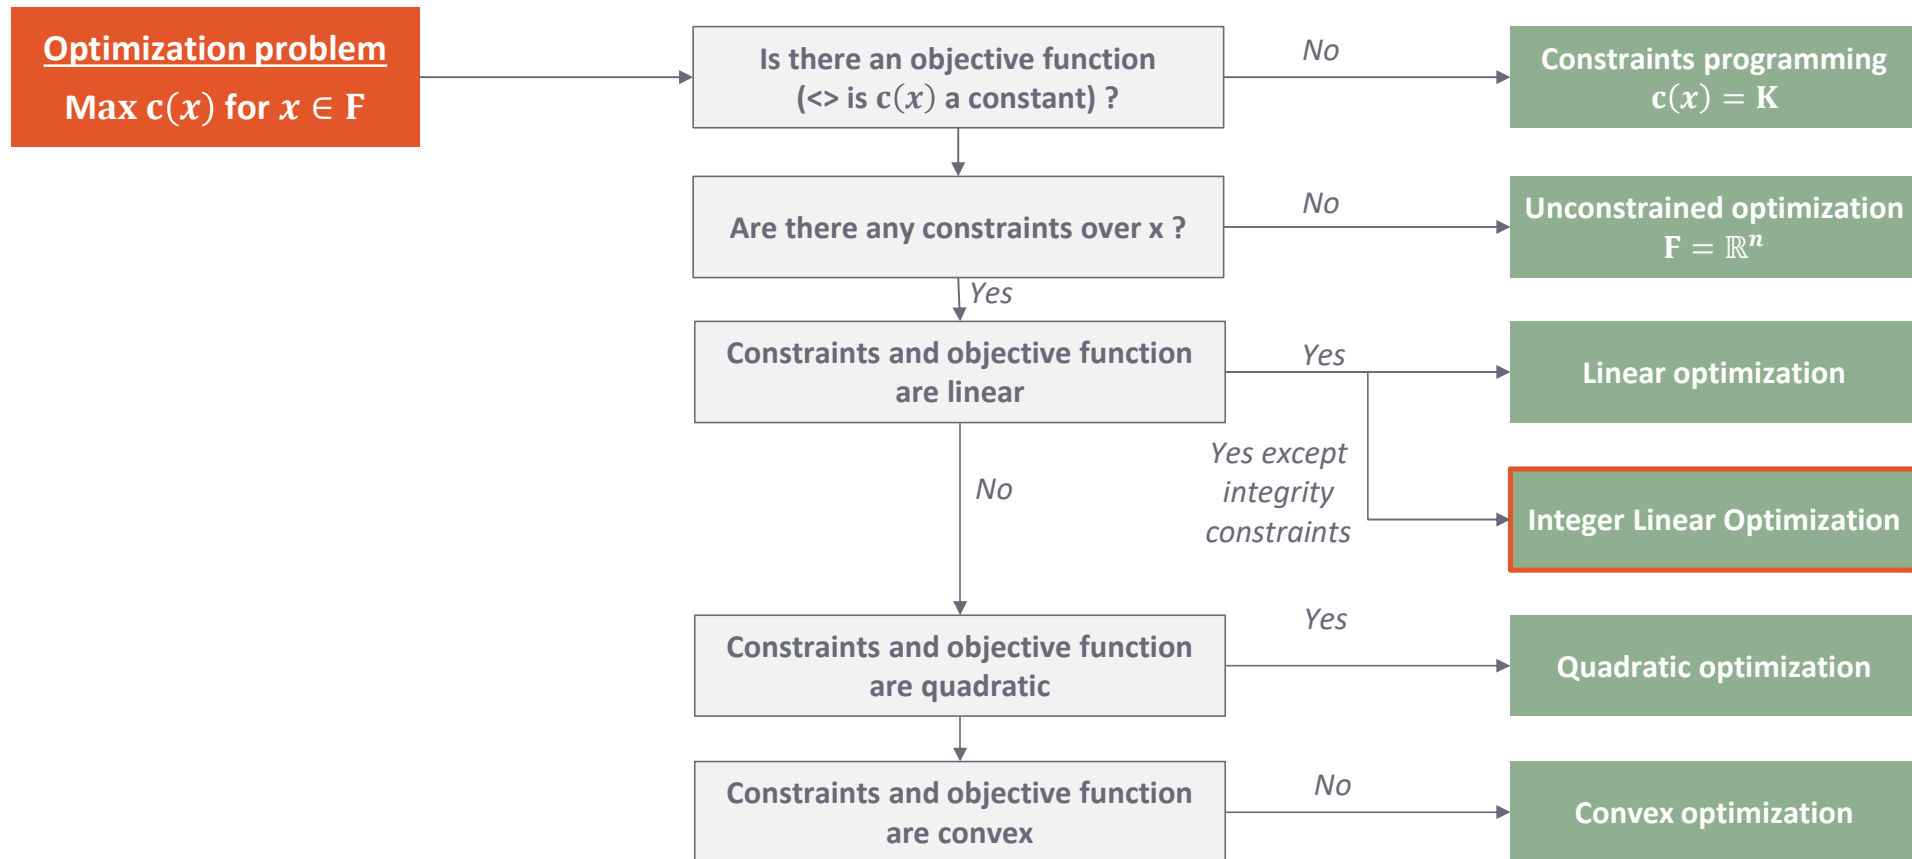 Optimization problem
Max c(x) for x ∈ F
Is there an objective function
(<> is c(x) a constant) ?
No
Constraints programming
c(x) = K
Are there any constraints over x ?
No
Unconstrained optimization
F = ℝⁿ
Yes
Constraints and objective function
are linear
Yes
Linear optimization
Yes except
integrity
constraints
Integer Linear Optimization
No
Constraints and objective function
are quadratic
Yes
Quadratic optimization
Constraints and objective function
are convex
No
Convex optimization